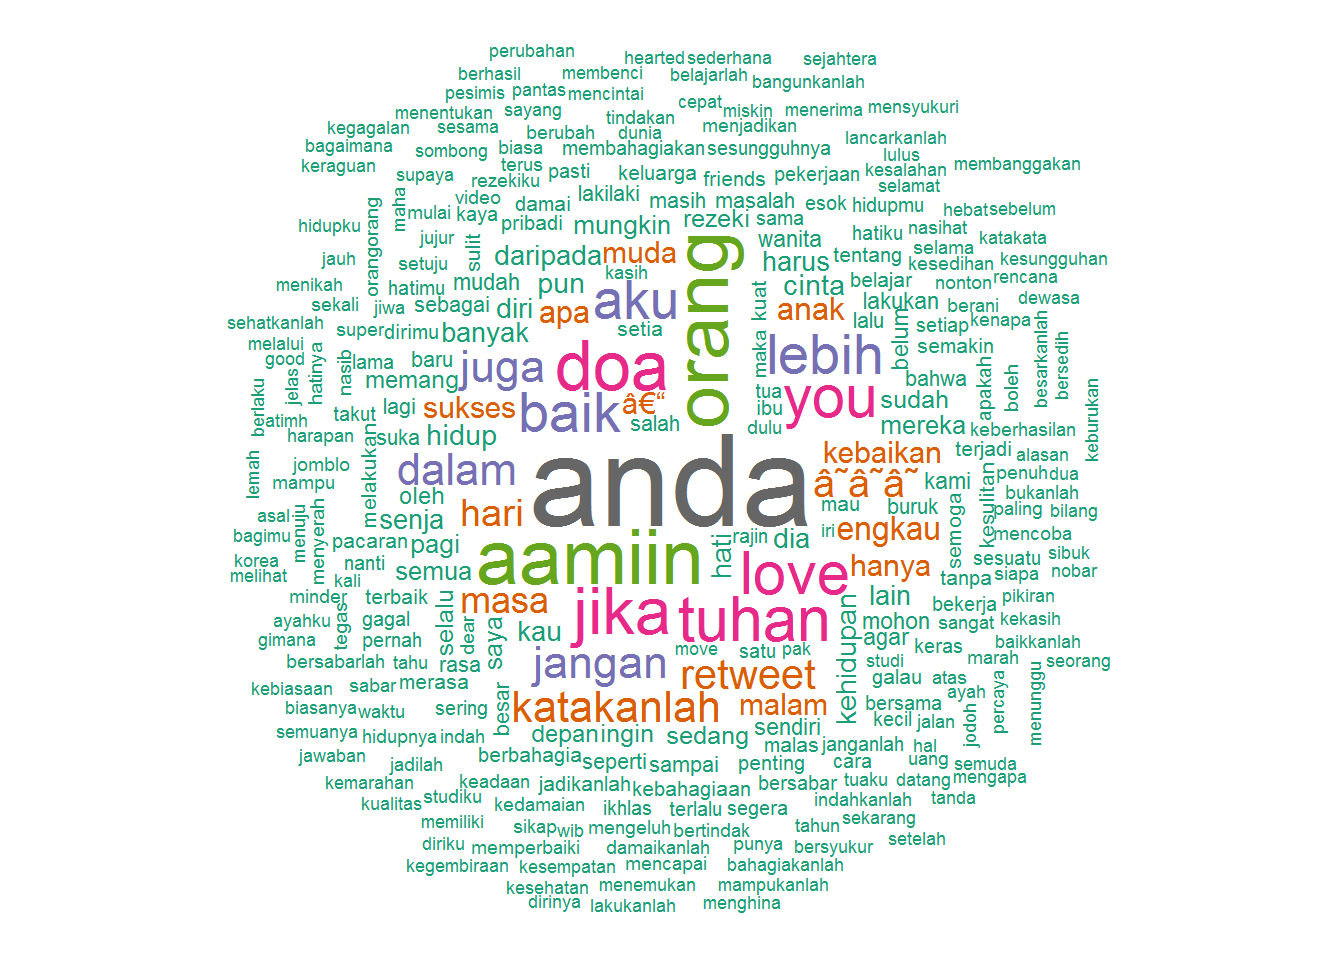 perubahan
hearted sederhana
sejahtera
berhasil
membenci
belajarlah
bangunkanlah
pesimis
pantas
mencintai
cepat
miskin
menerima
mensyukuri
menentukan
sayang
tindakan
kegagalan
sesama
berubah
dunia
menjadikan
lancarkanlah
bagaimana
sombong
biasa
membahagiakan
sesungguhnya
lulus
keraguan
supaya
terus
pasti
keluarga
friends
pekerjaan
kesalahan
membanggakan
selamat
maha
rezekiku
video
damai
lakilaki
masih
masalah
esok
hidupmu
hebat
sebelum
hidupku
orangorang
mulai
kaya
pribadi
mungkin
rezeki
sama
hatiku
nasihat
jujur
sulit
daripada
muda
orang
wanita
harus
tentang
selama
katakata
jauh
setuju
kasih
kesedihan
kesungguhan
menikah
hatimu
mudah
pun
aku
cinta
belajar
nonton
rencana
sekali
jiwa
sebagai
diri
apa
kuat
anak
lakukan
berani
dewasa
sehatkanlah
super
dirimu
banyak
setia
maka
lalu
belum
setiap
kenapa
melalui
good
lama
baru
juga
doa
lebih
semakin
besarkanlah
bersedih
jelas
hatinya
nasib
memang
you
bahwa
apakah
boleh
berlaku
atimh
takut
lagi
sukses
baik
â€“
tua
ibu
sudah
keburukan
harapan
suka
hidup
salah
dulu
mereka
keberhasilan
lemah
jomblo
melakukan
dalam
anda
kebaikan
terjadi
alasan
mampu
oleh
â˜â˜â˜
kami
penuh
dua
asal
hari
mau
buruk
kesulitan
bukanlah
bagimu
menuju
menyerah
senja
iri
engkau
semoga
paling
bilang
pacaran
pagi
aamiin
hati
rajin
dia
mencoba
korea
nanti
semua
love
hanya
sesuatu
sibuk
melihat
kali
tanpa
siapa
nobar
minder
terbaik
masa
jika
tuhan
lain
bekerja
pikiran
ayahku
tegas
gagal
selalu
dear
saya
kau
kehidupan
mohon
sangat
kekasih
gimana
pernah
jangan
move
satu
pak
agar
keras
baikkanlah
bersabarlah
tahu
rasa
retweet
studi
marah
seorang
kebiasaan
sabar
merasa
galau
atas
percaya
menunggu
biasanya
waktu
sering
besar
katakanlah
malam
bersama
ayah
semuanya
hidupnya
indah
depan
ingin
sedang
sendiri
kecil
jalan
jodoh
jawaban
berbahagia
seperti
sampai
malas
janganlah
hal
jadilah
penting
cara
uang
semuda
kemarahan
keadaan
jadikanlah
kebahagiaan
bersabar
tuaku
datang
mengapa
kualitas
studiku
kedamaian
ikhlas
terlalu
segera
indahkanlah
tanda
memiliki
sikap
wib
mengeluh
bertindak
tahun
sekarang
diriku
memperbaiki
damaikanlah
punya
bersyukur
setelah
kegembiraan
kesempatan
mencapai
bahagiakanlah
kesehatan
menemukan
mampukanlah
dirinya
lakukanlah
menghina